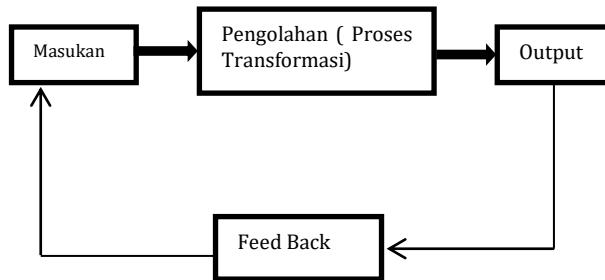 Masukan
Pengolahan ( Proses
Transformasi)
Output
Feed Back